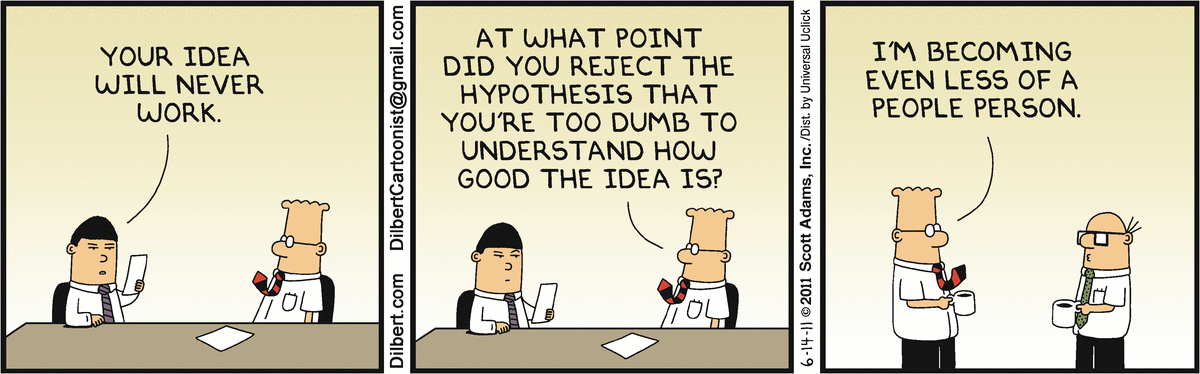 YOUR IDEA
WILL NEVER
WORK.
Dilbert.com DilbertCartoonist@gmail.com
AT WHAT POINT
DID YOU REJECT THE
HYPOTHESIS THAT
YOU'RE TOO DUMB TO
UNDERSTAND HOW
GOOD THE IDEA IS?
6-14-11 © 2011 Scott Adams, Inc. /Dist. by Universal Uclick
I'M BECOMING
EVEN LESS OF A
PEOPLE PERSON.